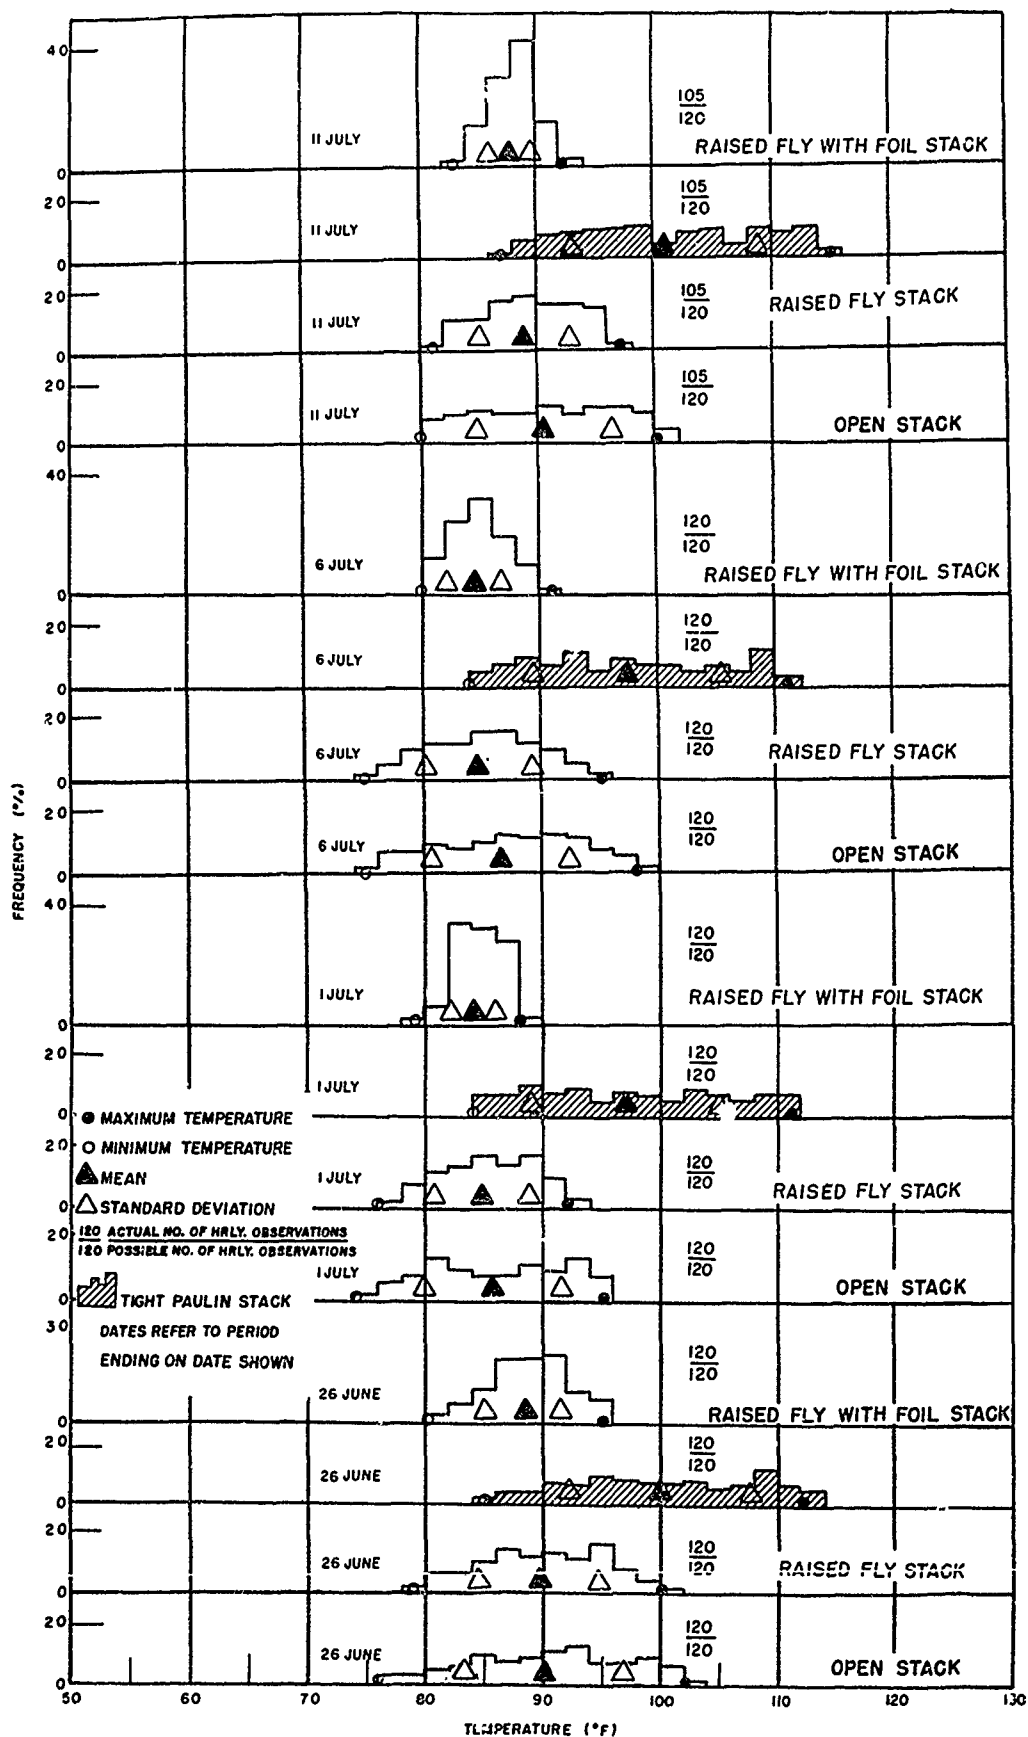 40
105
120
11 JULY
RAISED FLY WITH FOIL STACK
0
20
105
120
11 JULY
0
20
105
120
RAISED FLY STACK
11 JULY
0
20
105
120
11 JULY
OPEN STACK
0
40
120
120
6 JULY
RAISED FLY WITH FOIL STACK
0
20
120
120
6 JULY
0
20
120
120
6 JULY
RAISED FLY STACK
0
20
120
120
6 JULY
OPEN STACK
0
FREQUENCY (%)
40
120
120
1 JULY
RAISED FLY WITH FOIL STACK
0
20
120
120
1 JULY
0
MAXIMUM TEMPERATURE
20
MINIMUM TEMPERATURE
120
120
1 JULY
RAISED FLY STACK
MEAN
0
STANDARD DEVIATION
20
120 ACTUAL NO. OF HRLY. OBSERVATIONS
120 POSSIBLE NO. OF HRLY. OBSERVATIONS
120
120
1 JULY
OPEN STACK
0
TIGHT PAULIN STACK
30
DATES REFER TO PERIOD
ENDING ON DATE SHOWN
120
120
26 JUNE
RAISED FLY WITH FOIL STACK
0
20
120
120
26 JUNE
0
20
120
120
26 JUNE
RAISED FLY STACK
0
20
120
120
26 JUNE
OPEN STACK
0
50 60 70 80 90 100 110 120 130
TEMPERATURE (°F)